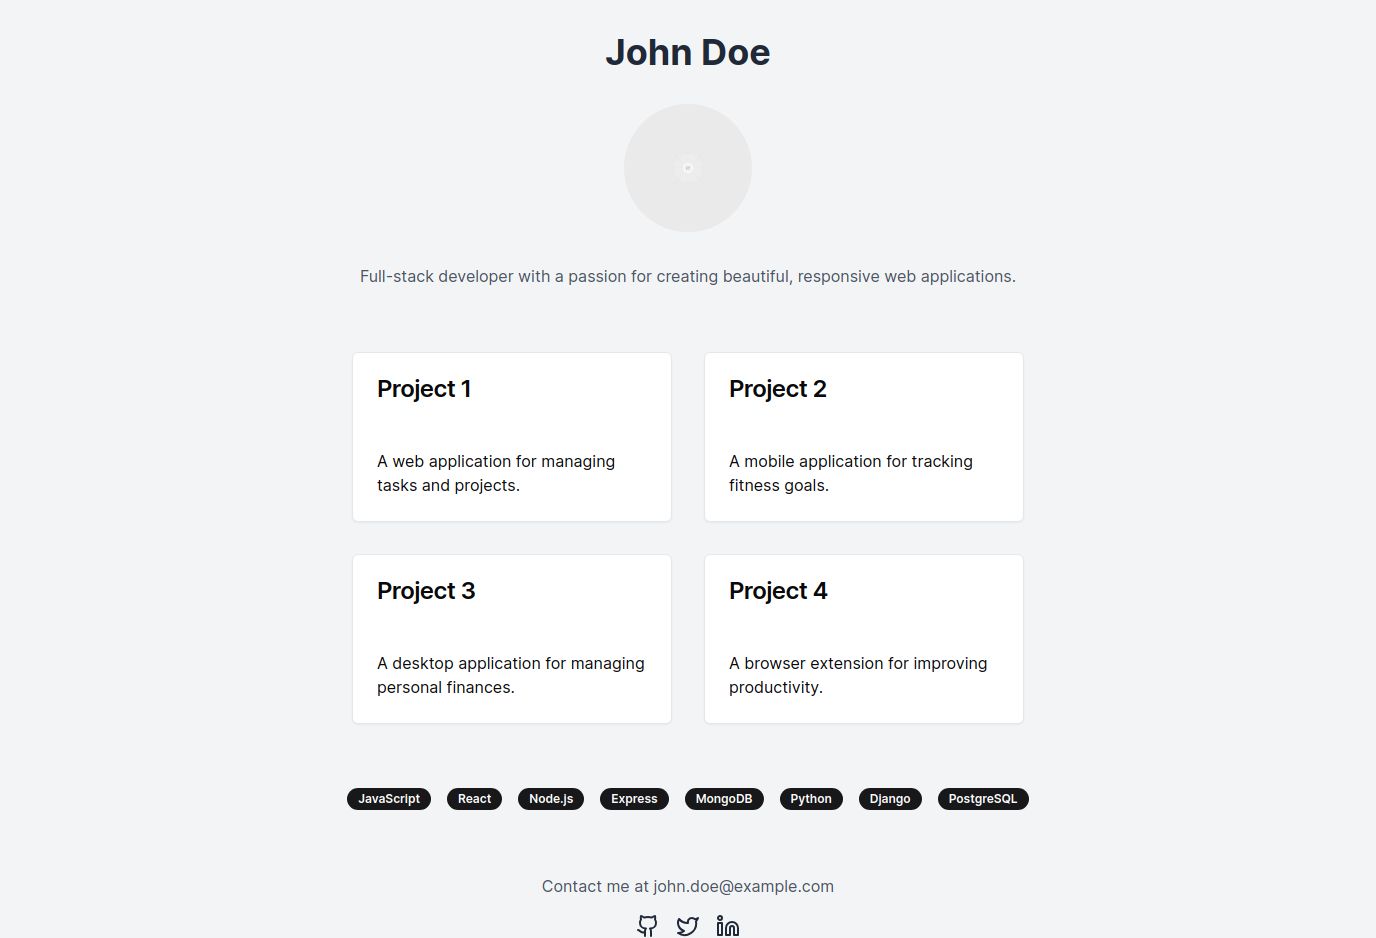 John Doe
Full-stack developer with a passion for creating beautiful, responsive web applications.
Project 1
A web application for managing
tasks and projects.
Project 2
A mobile application for tracking
fitness goals.
Project 3
A desktop application for managing
personal finances.
Project 4
A browser extension for improving
productivity.
JavaScript React Node.js Express MongoDB Python Django PostgreSQL
Contact me at john.doe@example.com